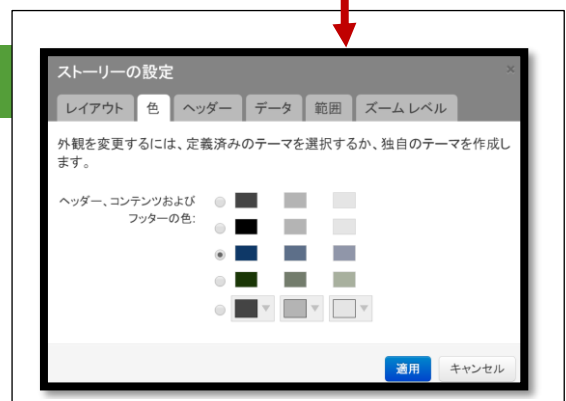 ストーリーの設定
×
レイアウト 色 ヘッダー データ 範囲 ズーム レベル
外観を変更するには、定義済みのテーマを選択するか、独自のテーマを作成し
ます。
ヘッダー、コンテンツおよび
フッターの色:
適用 キャンセル